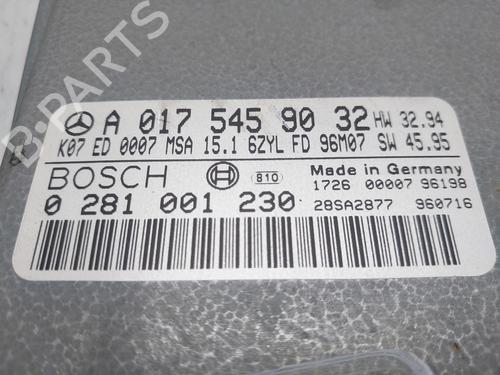 B-PARTS
A 017 545 90 32 HW 32.94
K07 ED 0007 MSA 15.1 6ZYL FD 96M07 SW 45.95
BOSCH 810 Made in Germany
1726 00007 96198
0 281 001 230 28SA2877 960716